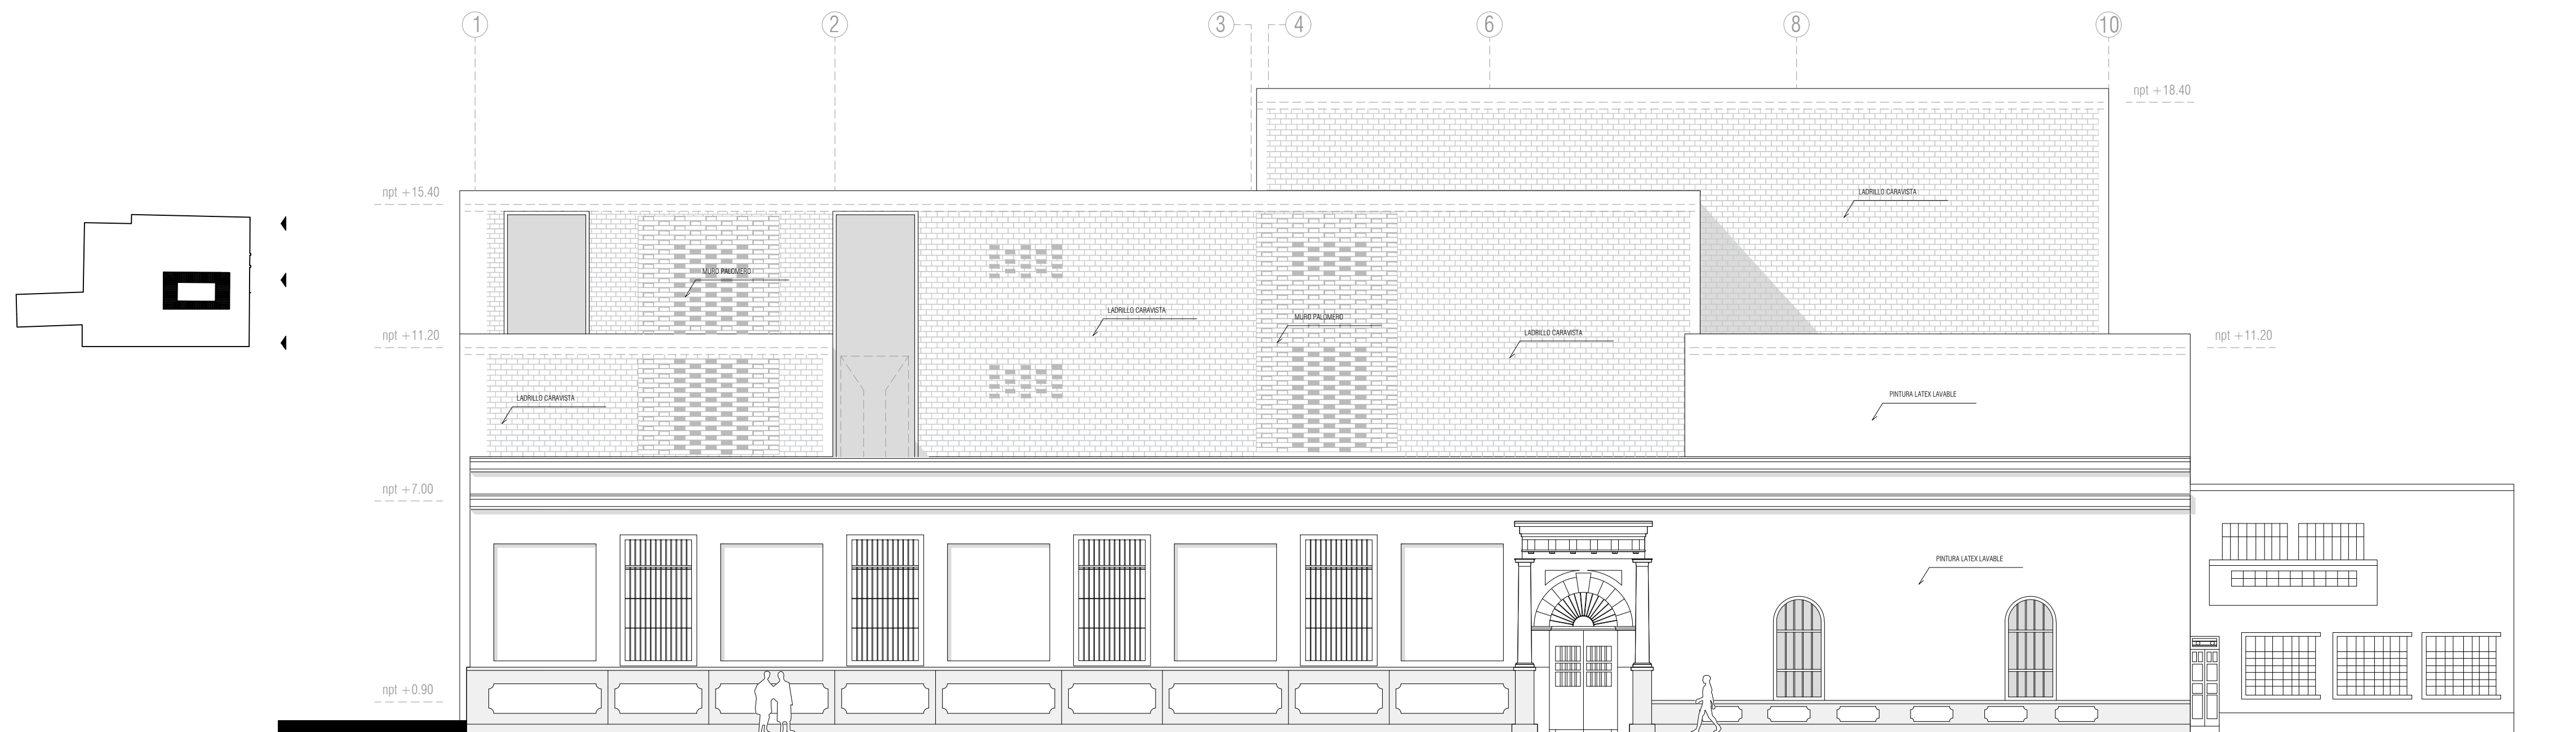 1
2
3
4
6
8
10
npt +18.40
npt +15.40
LADRILLO CARAVISTA
MURO PALOMERO
LADRILLO CARAVISTA
MURO PALOMERO
LADRILLO CARAVISTA
npt +11.20
npt +11.20
LADRILLO CARAVISTA
PINTURA LATEX LAVABLE
npt +7.00
PINTURA LATEX LAVABLE
npt +0.90